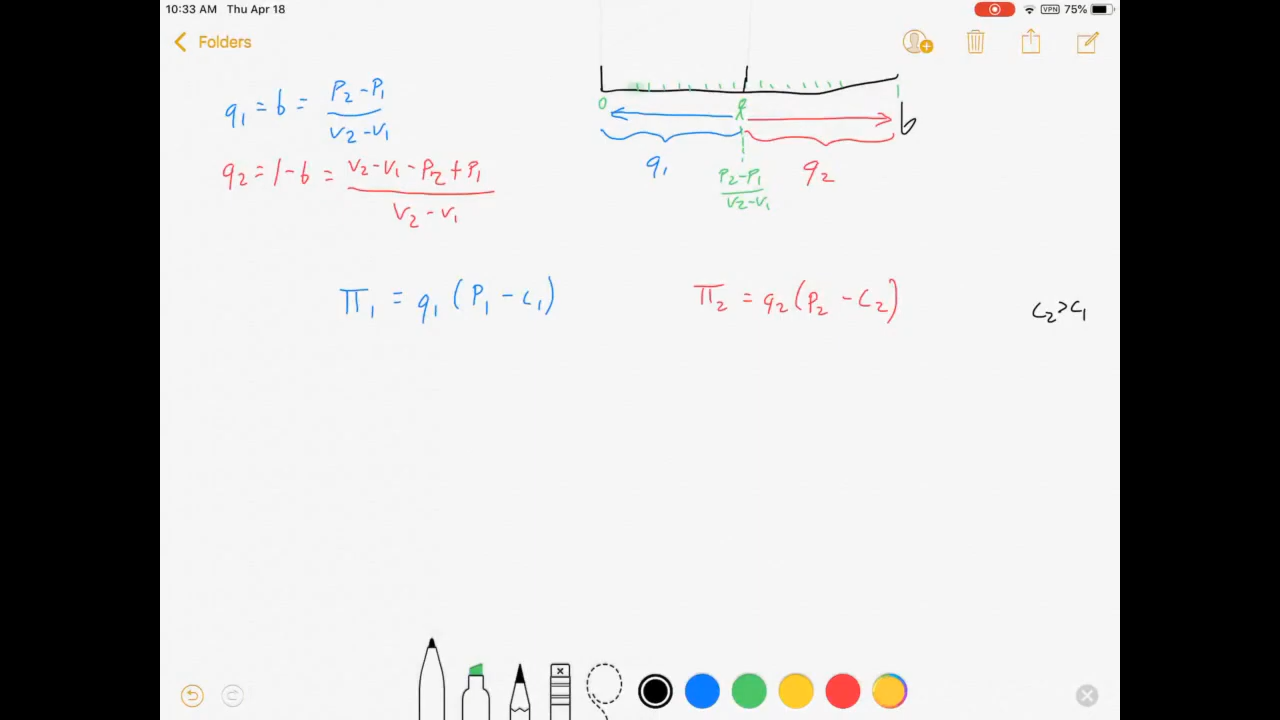 10:33 AM Thu Apr 18
VPN 75%
Folders
q₁ = b = (P₂ - P₁)/(V₂ - V₁)
q₂ = 1 - b = (V₂ - V₁ - P₂ + P₁)/(V₂ - V₁)
0 1
b
q₁ (P₂ - P₁)/(V₂ - V₁) q₂
π₁ = q₁ (P₁ - C₁) π₂ = q₂ (P₂ - C₂) C₂ > C₁